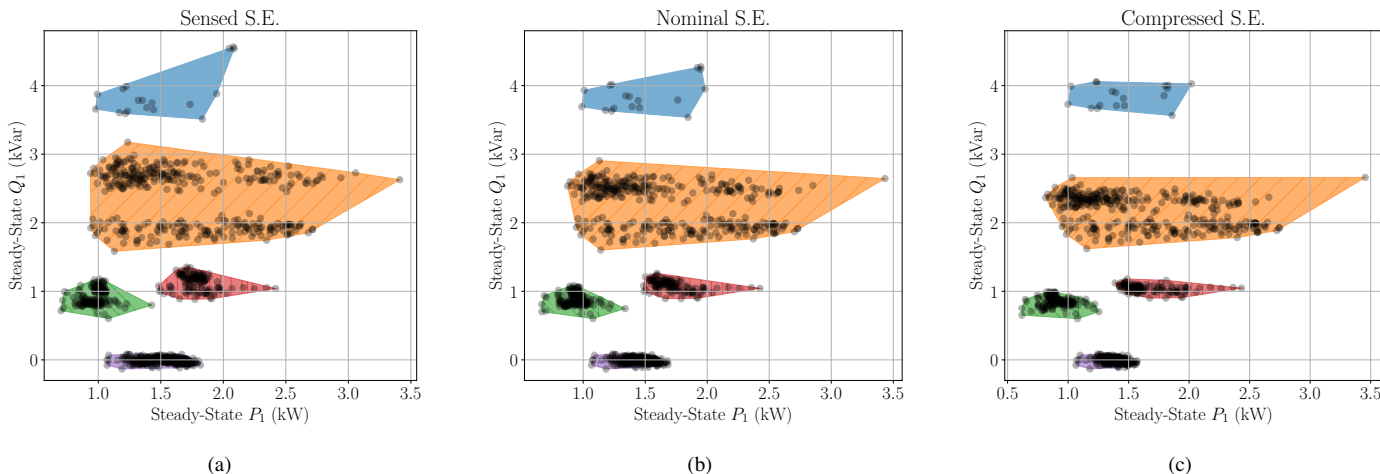 Sensed S.E.
Steady-State Q₁ (kVar)
4
3
2
1
0
1.0 1.5 2.0 2.5 3.0 3.5
Steady-State P₁ (kW)
(a)
Nominal S.E.
Steady-State Q₁ (kVar)
4
3
2
1
0
1.0 1.5 2.0 2.5 3.0 3.5
Steady-State P₁ (kW)
(b)
Compressed S.E.
Steady-State Q₁ (kVar)
4
3
2
1
0
0.5 1.0 1.5 2.0 2.5 3.0 3.5
Steady-State P₁ (kW)
(c)